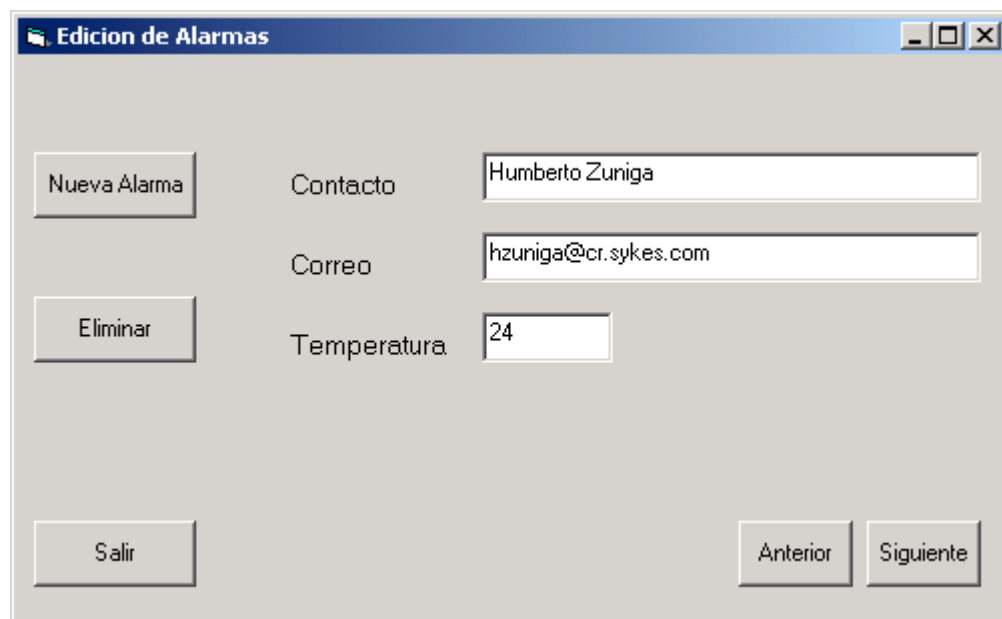 Edicion de Alarmas
Nueva Alarma
Contacto
Humberto Zuniga
Correo
hzuniga@cr.sykes.com
Eliminar
Temperatura
24
Salir
Anterior
Siguiente